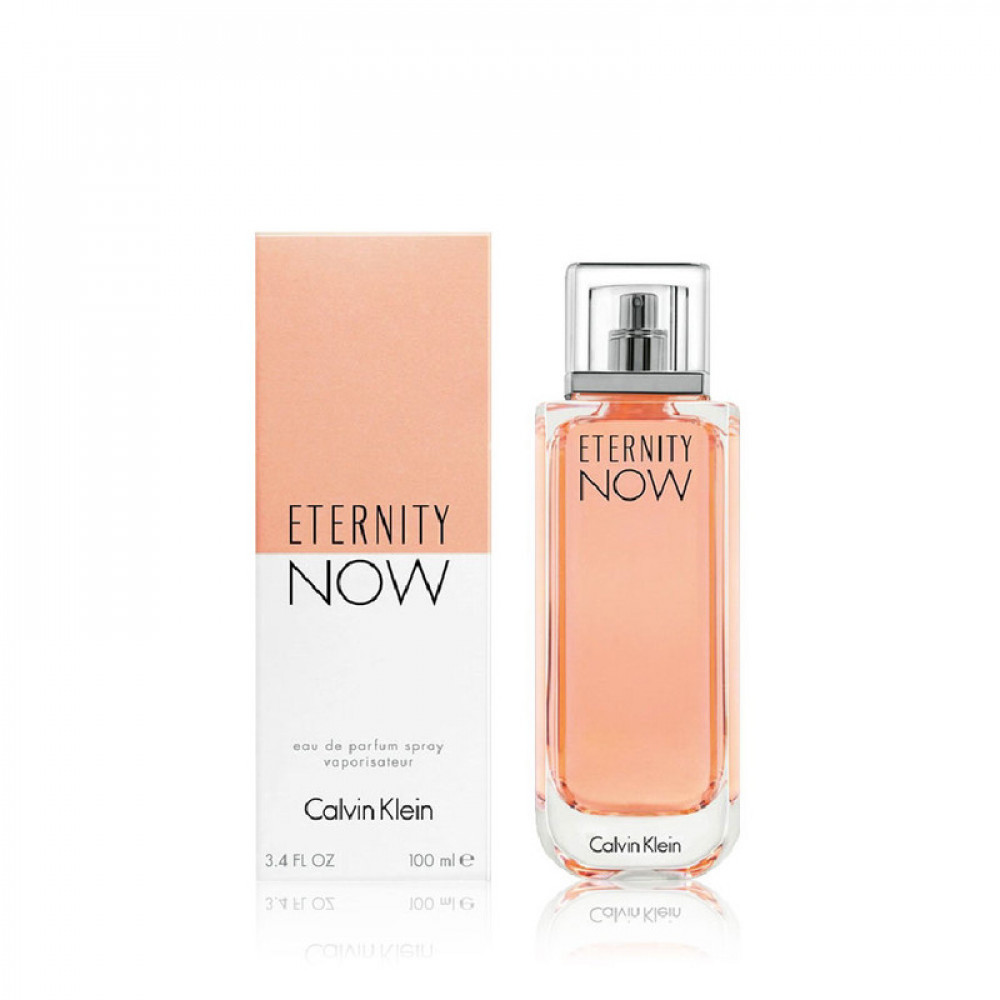 ETERNITY
NOW
eau de parfum spray
vaporisateur
Calvin Klein
3.4 FL OZ 100 ml ℮
ETERNITY
NOW
Calvin Klein